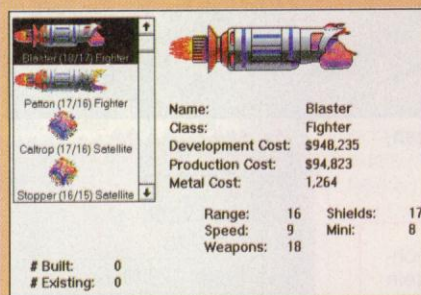 Blaster (18/17) Fighter
Patton (17/16) Fighter
Caltrop (17/16) Satellite
Stopper (16/15) Satellite
Name: Blaster
Class: Fighter
Development Cost: $948,235
Production Cost: $94,823
Metal Cost: 1,264
Range: 16 Shields: 17
Speed: 9 Mini: 8
Weapons: 18
# Built: 0
# Existing: 0